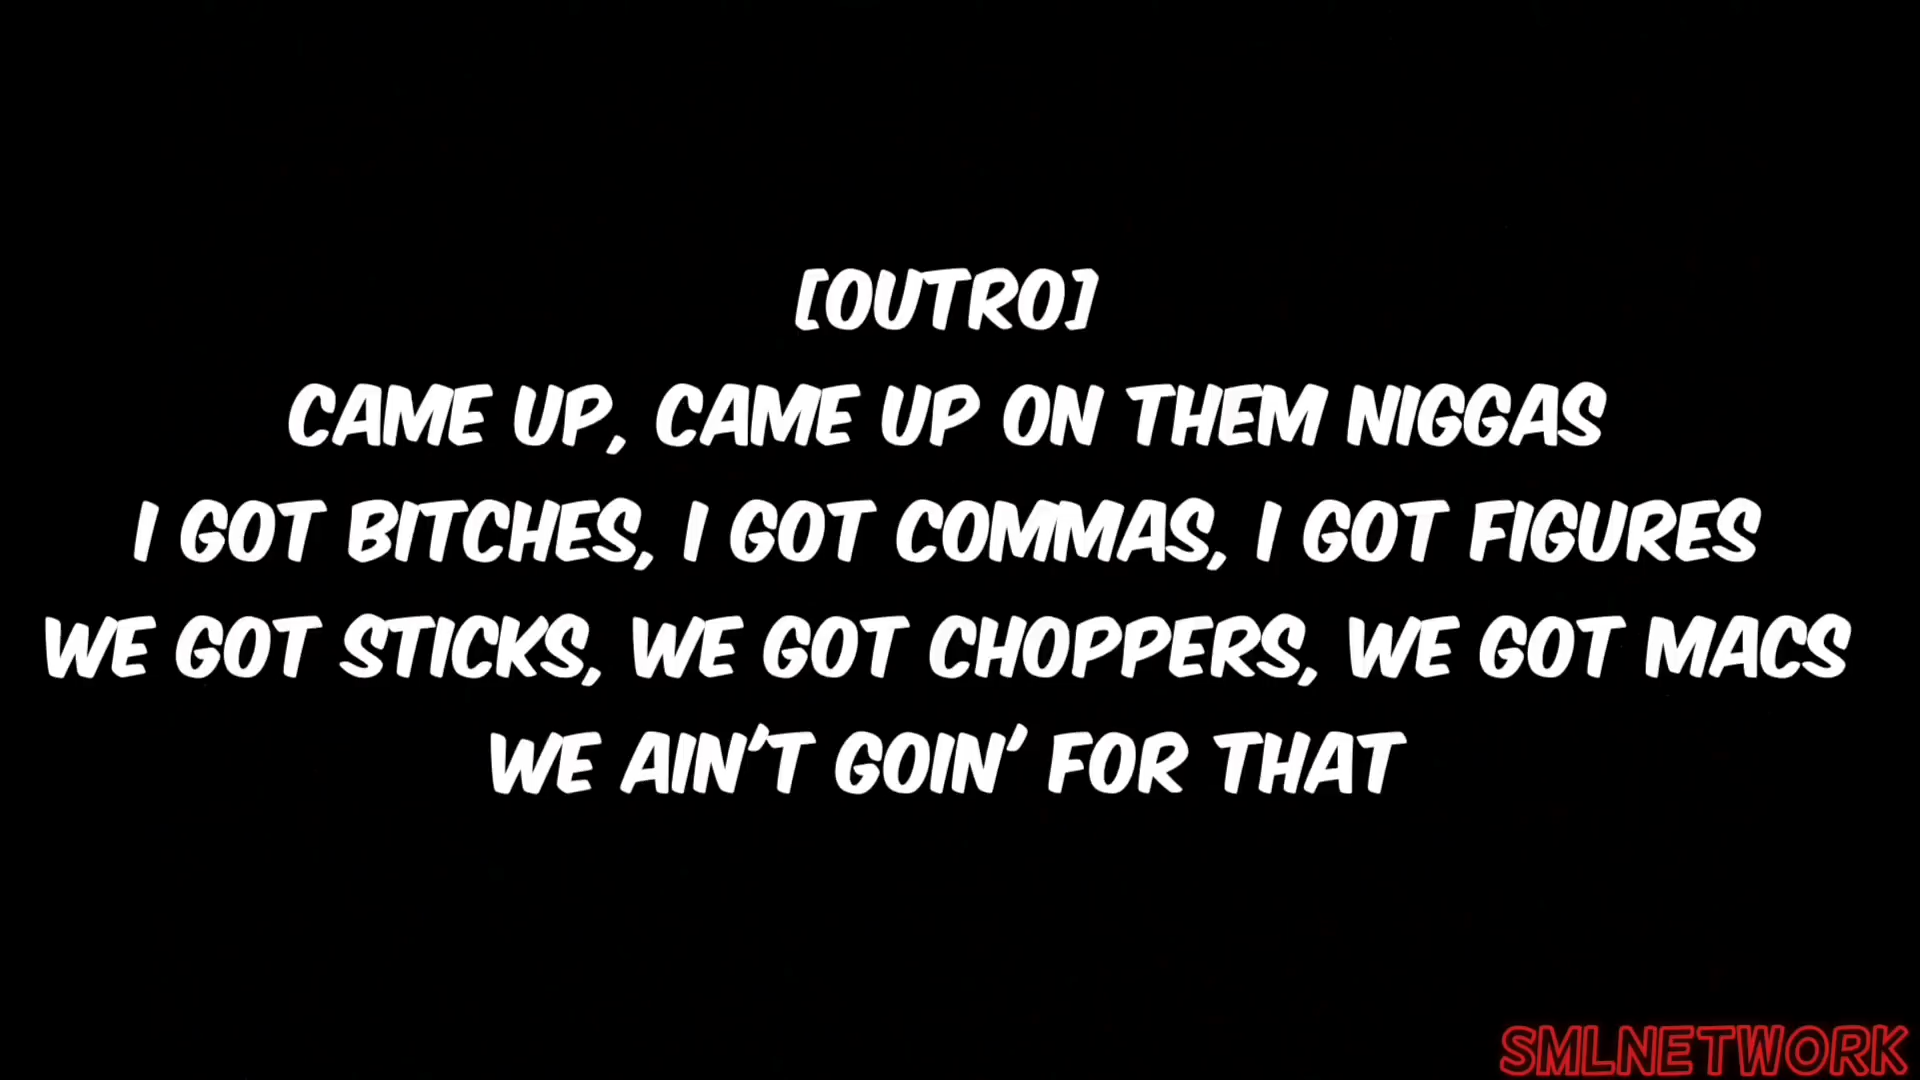 [OUTRO]
CAME UP, CAME UP ON THEM NIGGAS
I GOT BITCHES, I GOT COMMAS, I GOT FIGURES
WE GOT STICKS, WE GOT CHOPPERS, WE GOT MACS
WE AIN'T GOIN' FOR THAT
SMLNETWORK